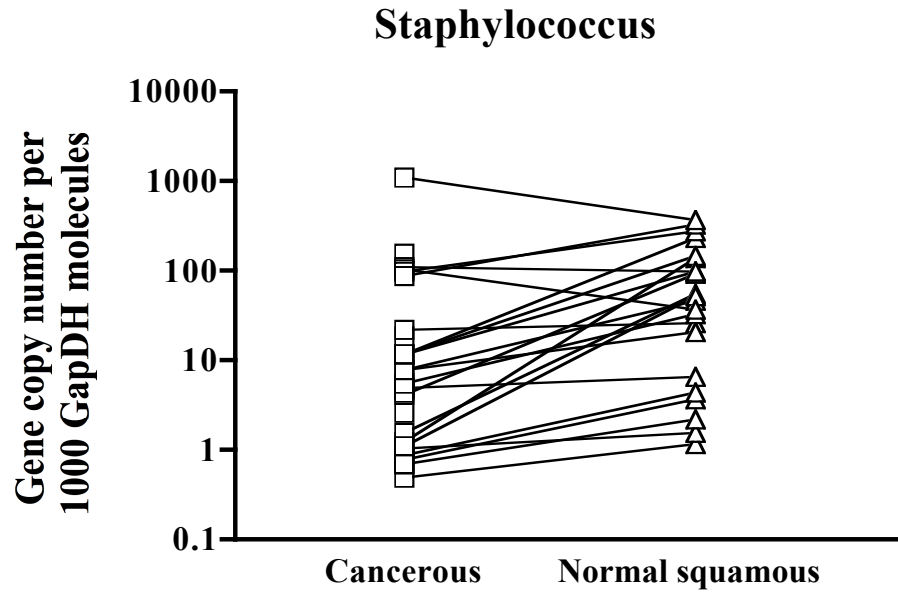 Staphylococcus
Gene copy number per
1000 GapDH molecules
10000
1000
100
10
1
0.1
Cancerous
Normal squamous